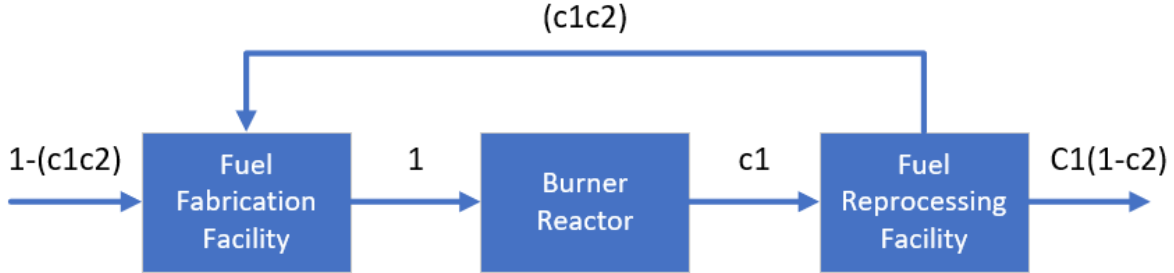 (c1c2)
1-(c1c2)
Fuel
Fabrication
Facility
1
Burner
Reactor
c1
Fuel
Reprocessing
Facility
C1(1-c2)